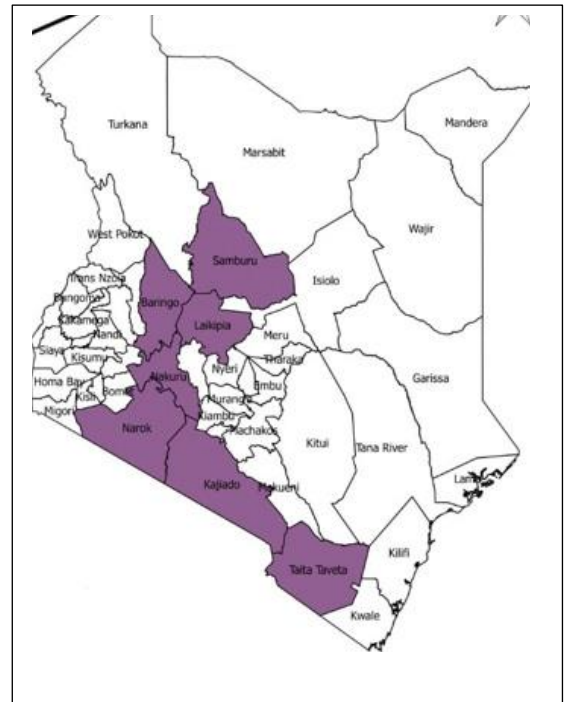 Turkana
Mandera
Marsabit
Wajir
West Pokot
Samburu
Trans Nzoia
Isiolo
Bungoma
Baringo
Kakamega
Laikipia
Nandi
Meru
Siaya
Kisumu
Tharaka
Nyeri
Nakuru
Garissa
Homa Bay
Embu
Kisii
Bomet
Muranga
Migori
Kiambu
Narok
Machakos
Kitui
Tana River
Kajiado
Makueni
Lamu
Kilifi
Taita Taveta
Kwale